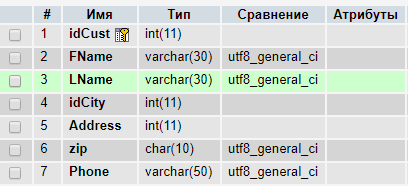 # Имя Тип Сравнение Атрибуты
1 idCust int(11)
2 FName varchar(30) utf8_general_ci
3 LName varchar(30) utf8_general_ci
4 idCity int(11)
5 Address int(11)
6 zip char(10) utf8_general_ci
7 Phone varchar(50) utf8_general_ci